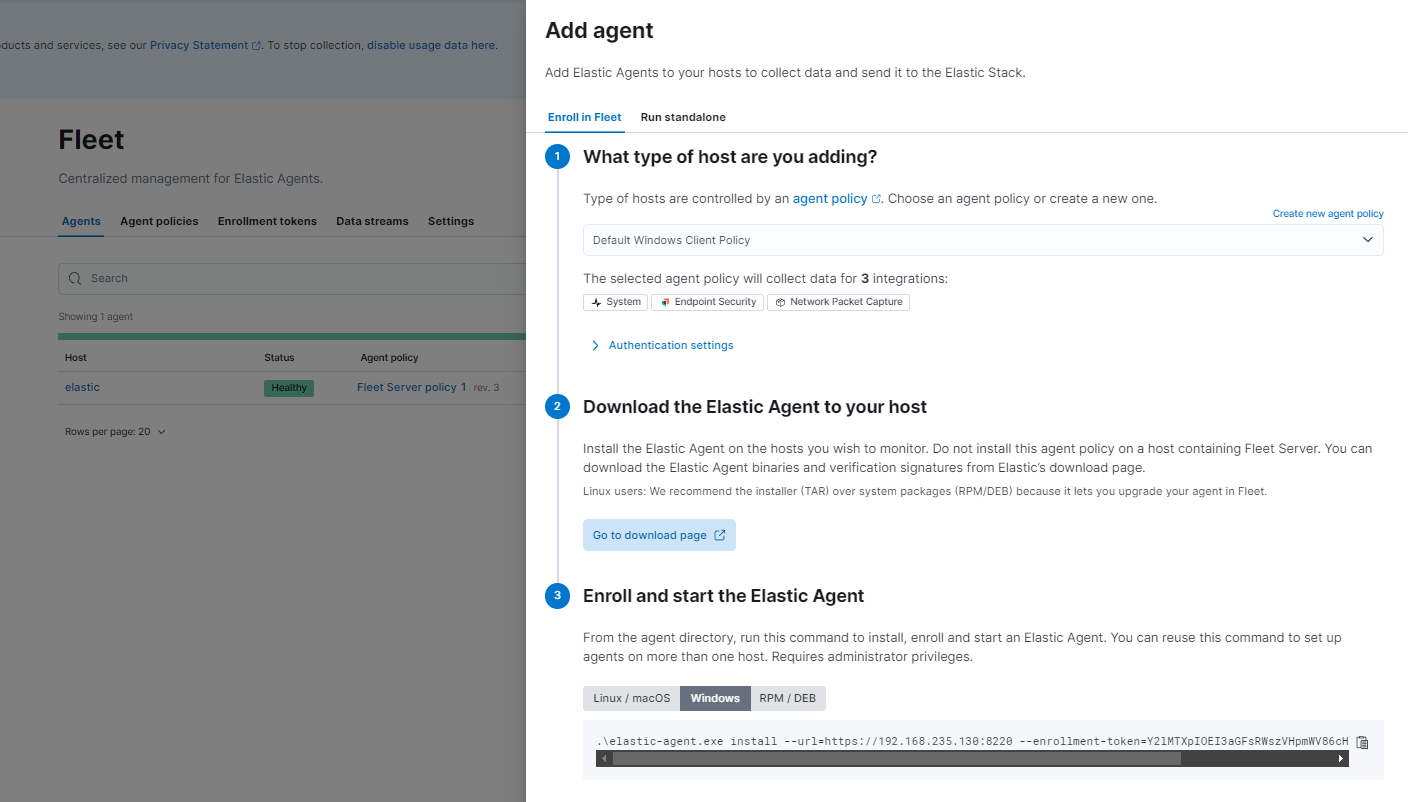 ducts and services, see our Privacy Statement. To stop collection, disable usage data here.
Fleet
Centralized management for Elastic Agents.
Agents Agent policies Enrollment tokens Data streams Settings
Search
Showing 1 agent
Host Status Agent policy
elastic Healthy Fleet Server policy 1 rev. 3
Rows per page: 20
Add agent
Add Elastic Agents to your hosts to collect data and send it to the Elastic Stack.
Enroll in Fleet Run standalone
1 What type of host are you adding?
Type of hosts are controlled by an agent policy. Choose an agent policy or create a new one.
Create new agent policy
Default Windows Client Policy
The selected agent policy will collect data for 3 integrations:
System Endpoint Security Network Packet Capture
Authentication settings
2 Download the Elastic Agent to your host
Install the Elastic Agent on the hosts you wish to monitor. Do not install this agent policy on a host containing Fleet Server. You can
download the Elastic Agent binaries and verification signatures from Elastic’s download page.
Linux users: We recommend the installer (TAR) over system packages (RPM/DEB) because it lets you upgrade your agent in Fleet.
Go to download page
3 Enroll and start the Elastic Agent
From the agent directory, run this command to install, enroll and start an Elastic Agent. You can reuse this command to set up
agents on more than one host. Requires administrator privileges.
Linux / macOS Windows RPM / DEB
.\elastic-agent.exe install --url=https://192.168.235.130:8220 --enrollment-token=Y2lMTXpIOEI3aGFsRWszVHpmWV86cH